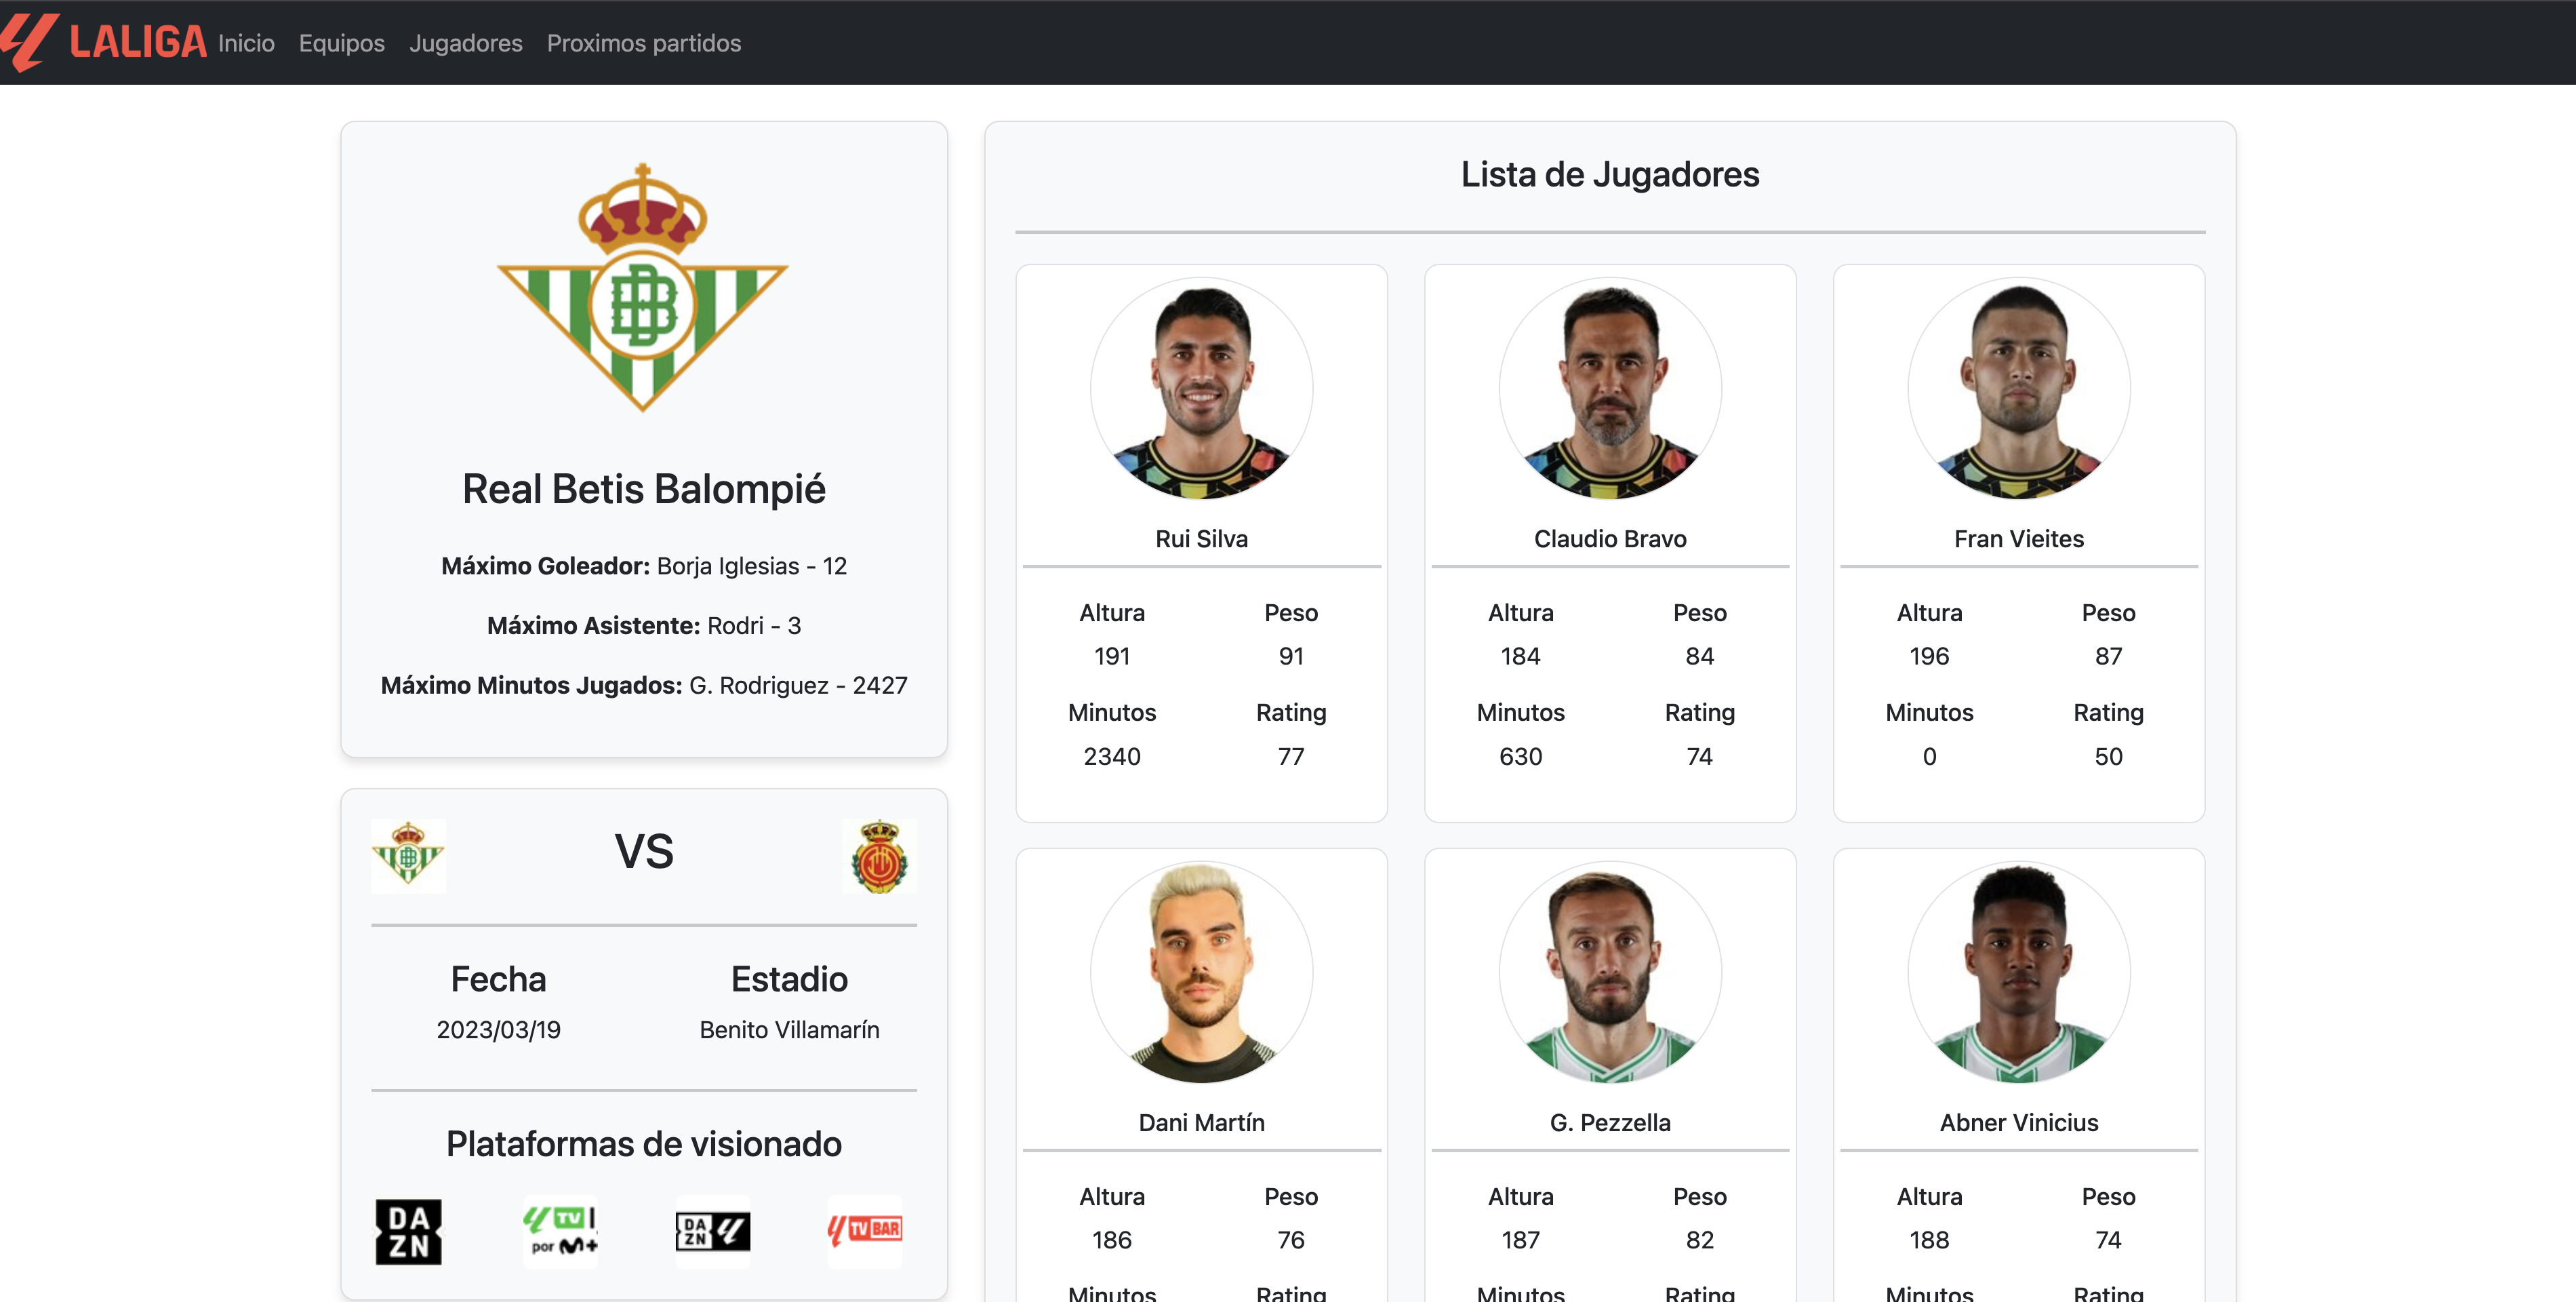 LALIGA Inicio Equipos Jugadores Proximos partidos
Real Betis Balompié
Máximo Goleador: Borja Iglesias - 12
Máximo Asistente: Rodri - 3
Máximo Minutos Jugados: G. Rodriguez - 2427
VS
Fecha Estadio
2023/03/19 Benito Villamarín
Plataformas de visionado
DA
ZN
TV
por M+
DA
ZN
TV BAR
Lista de Jugadores
Rui Silva Claudio Bravo Fran Vieites
Altura Peso Altura Peso Altura Peso
191 91 184 84 196 87
Minutos Rating Minutos Rating Minutos Rating
2340 77 630 74 0 50
Dani Martín G. Pezzella Abner Vinicius
Altura Peso Altura Peso Altura Peso
186 76 187 82 188 74
Minutos Rating Minutos Rating Minutos Rating